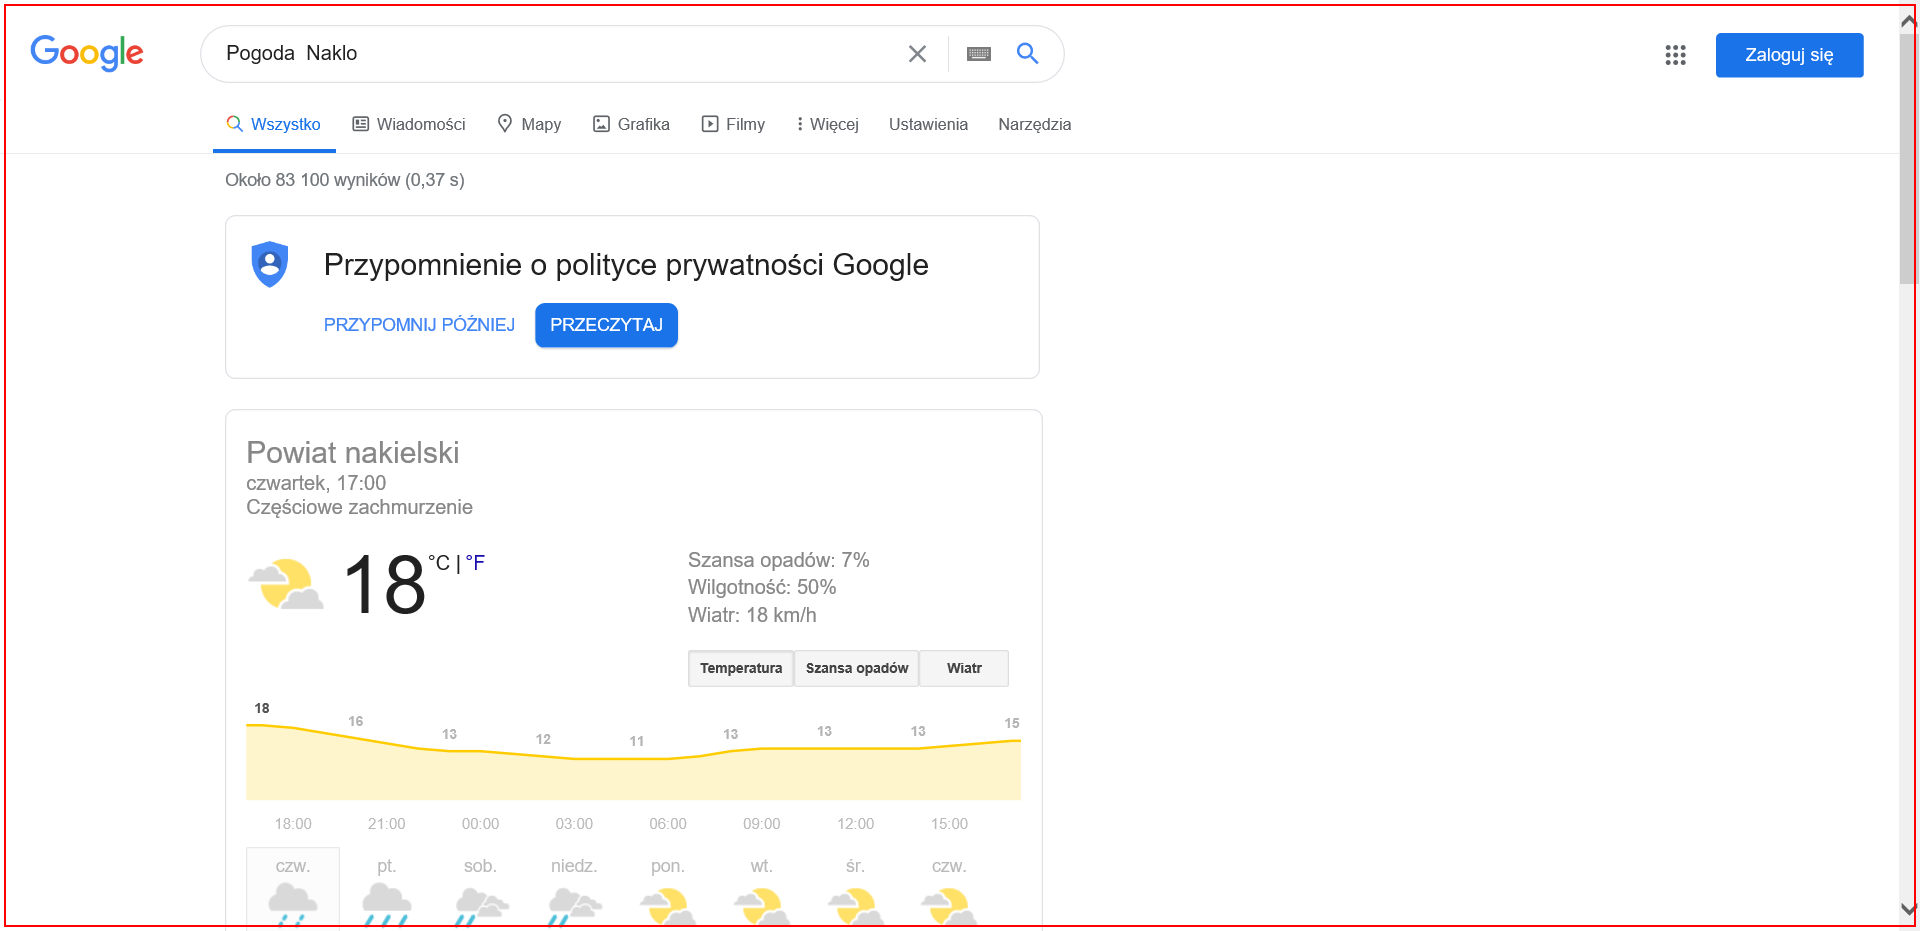 Google
Pogoda  Naklo
Zaloguj się
Wszystko
Wiadomości
Mapy
Grafika
Filmy
Więcej
Ustawienia
Narzędzia
Około 83 100 wyników (0,37 s)
Przypomnienie o polityce prywatności Google
PRZYPOMNIJ PÓŹNIEJ
PRZECZYTAJ
Powiat nakielski
czwartek, 17:00
Częściowe zachmurzenie
18 °C | °F
Szansa opadów: 7%
Wilgotność: 50%
Wiatr: 18 km/h
Temperatura
Szansa opadów
Wiatr
18 16 13 12 11 13 13 13 15
18:00 21:00 00:00 03:00 06:00 09:00 12:00 15:00
czw. pt. sob. niedz. pon. wt. śr. czw.